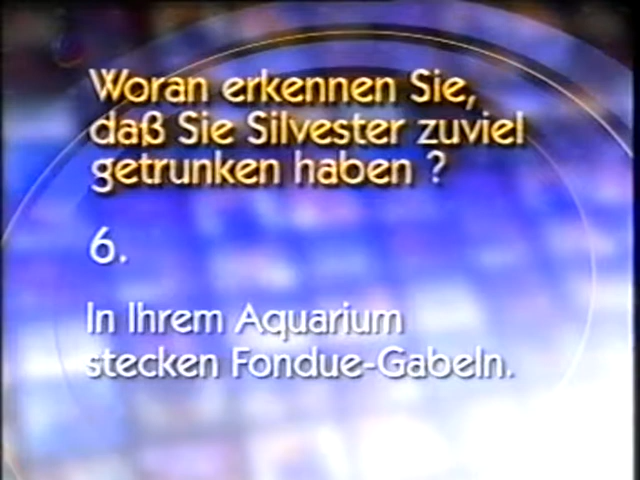 Woran erkennen Sie,
daß Sie Silvester zuviel
getrunken haben ?
6.
In Ihrem Aquarium
stecken Fondue-Gabeln.